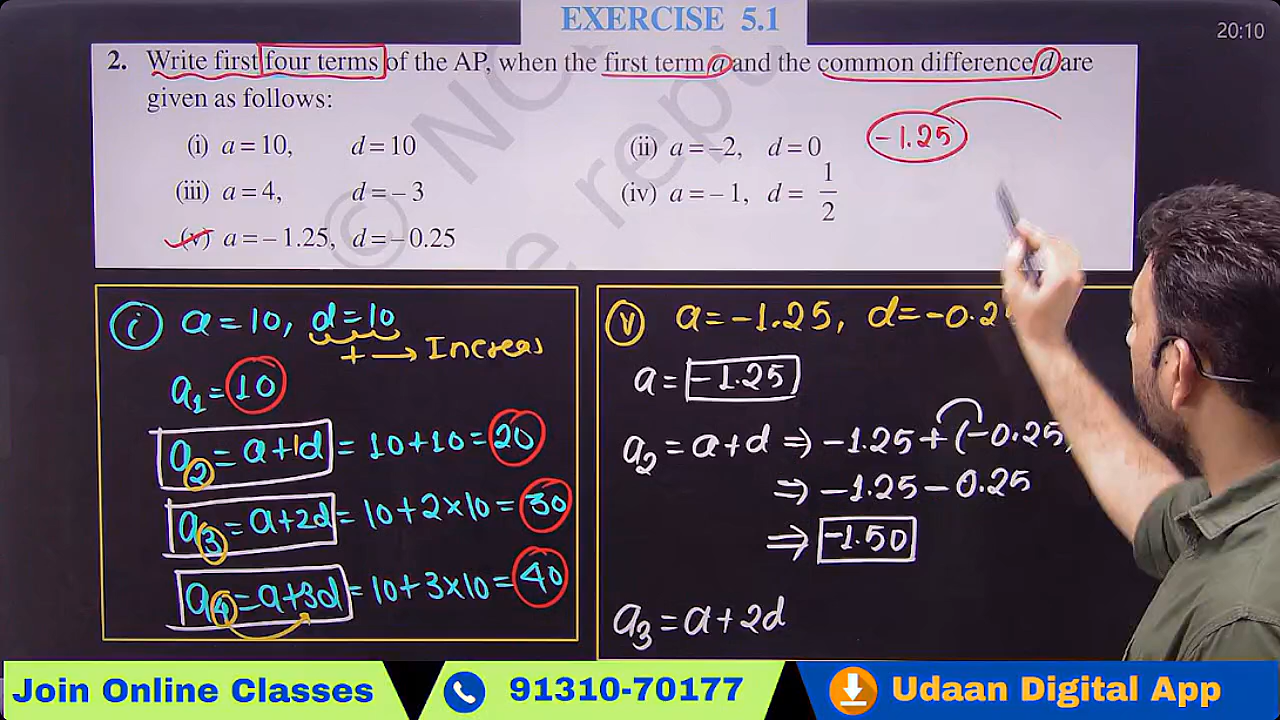 EXERCISE 5.1
20:10
2. Write first four terms of the AP, when the first term a and the common difference d are
given as follows:
(i) a = 10, d = 10
(ii) a = –2, d = 0
-1.25
(iii) a = 4, d = – 3
(iv) a = – 1, d = 1/2
(v) a = – 1.25, d = – 0.25
i a = 10, d = 10
+ → Increas
a₁ = 10
a₂ = a+1d = 10+10 = 20
a₃ = a+2d = 10+2×10 = 30
a₄ = a+3d = 10+3×10 = 40
v a = -1.25, d = -0.2
a = -1.25
a₂ = a+d ⇒ -1.25 + (-0.25
⇒ -1.25 - 0.25
⇒ -1.50
a₃ = a+2d
Join Online Classes
91310-70177
Udaan Digital App